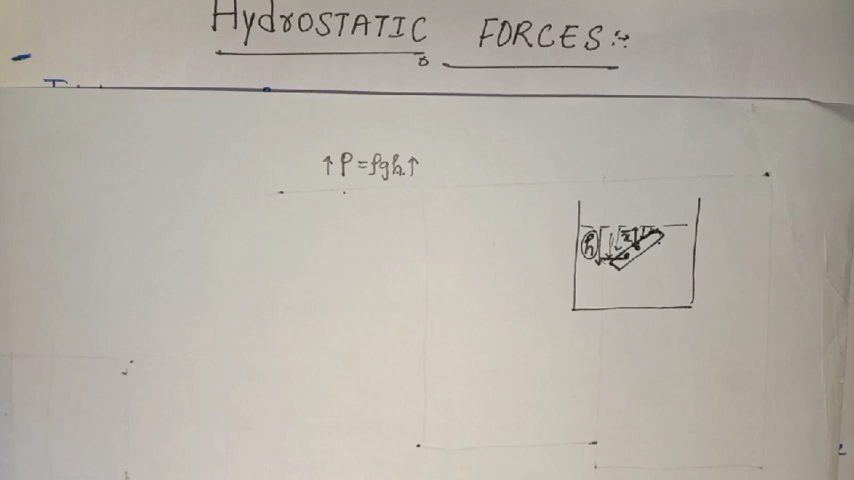 HydroSTATIC FORCES:-
↑ P = ρgh ↑
h x̄